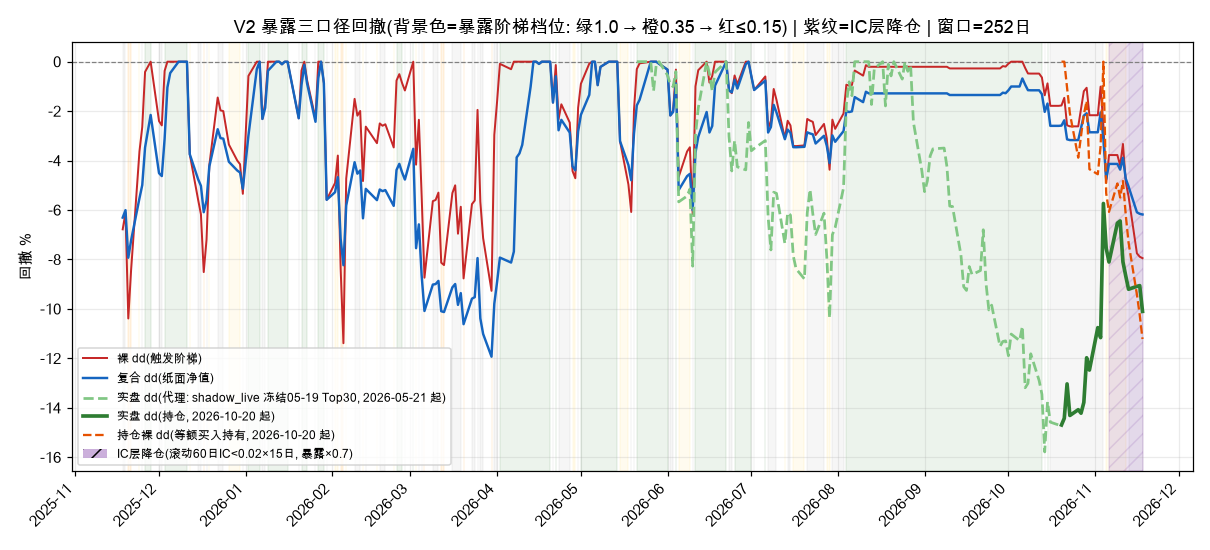 V2 暴露三口径回撤(背景色=暴露阶梯档位: 绿1.0 → 橙0.35 → 红≤0.15) | 紫纹=IC层降仓 | 窗口=252日
回撤 %
0
-2
-4
-6
-8
-10
-12
-14
-16
裸 dd(触发阶梯)
复合 dd(纸面净值)
实盘 dd(代理: shadow_live 冻结05-19 Top30, 2026-05-21 起)
实盘 dd(持仓, 2026-10-20 起)
持仓裸 dd(等额买入持有, 2026-10-20 起)
IC层降仓(滚动60日IC<0.02×15日, 暴露×0.7)
2025-11
2025-12
2026-01
2026-02
2026-03
2026-04
2026-05
2026-06
2026-07
2026-08
2026-09
2026-10
2026-11
2026-12